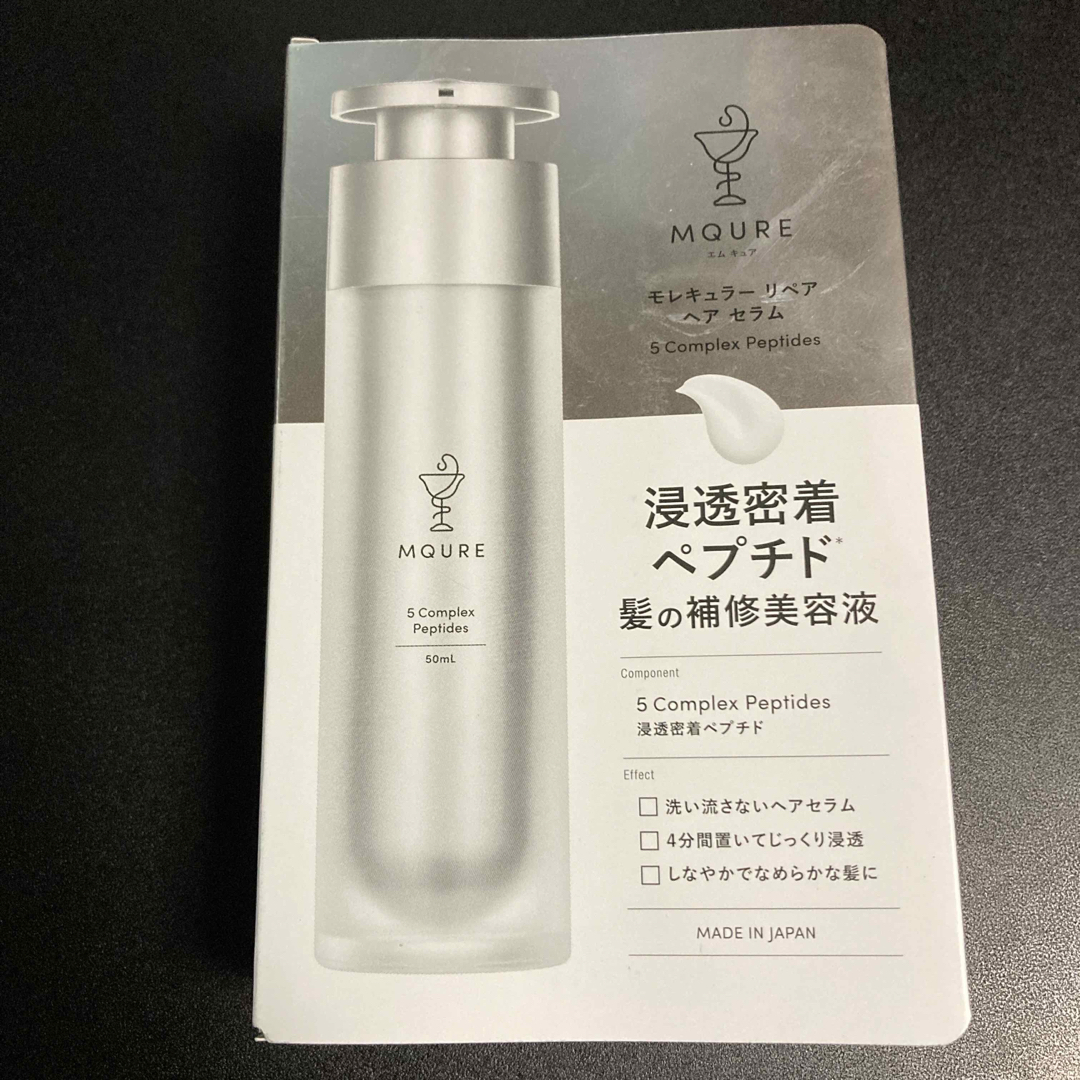 MQURE
エム キュア
モレキュラー リペア
ヘア セラム
5 Complex Peptides
MQURE
5 Complex
Peptides
50mL
浸透密着
ペプチド*
髪の補修美容液
Component
5 Complex Peptides
浸透密着ペプチド
Effect
洗い流さないヘアセラム
4分間置いてじっくり浸透
しなやかでなめらかな髪に
MADE IN JAPAN